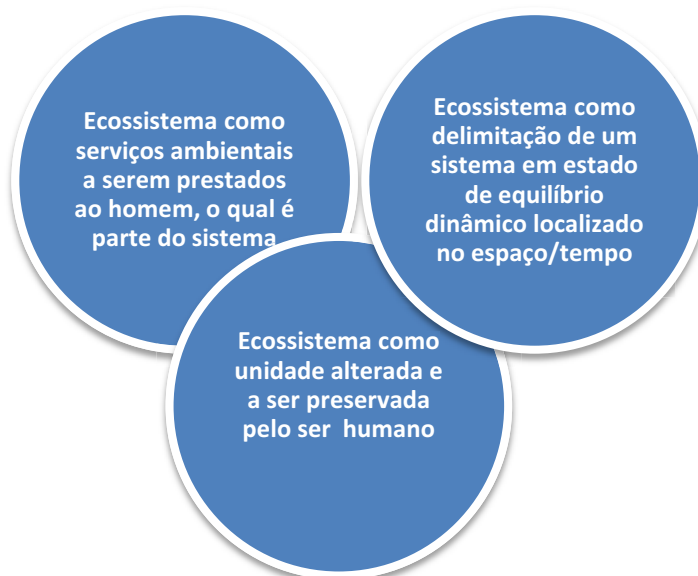 Ecossistema como
serviços ambientais
a serem prestados
ao homem, o qual é
parte do sistema
Ecossistema como
delimitação de um
sistema em estado
de equilíbrio
dinâmico localizado
no espaço/tempo
Ecossistema como
unidade alterada e
a ser preservada
pelo ser humano